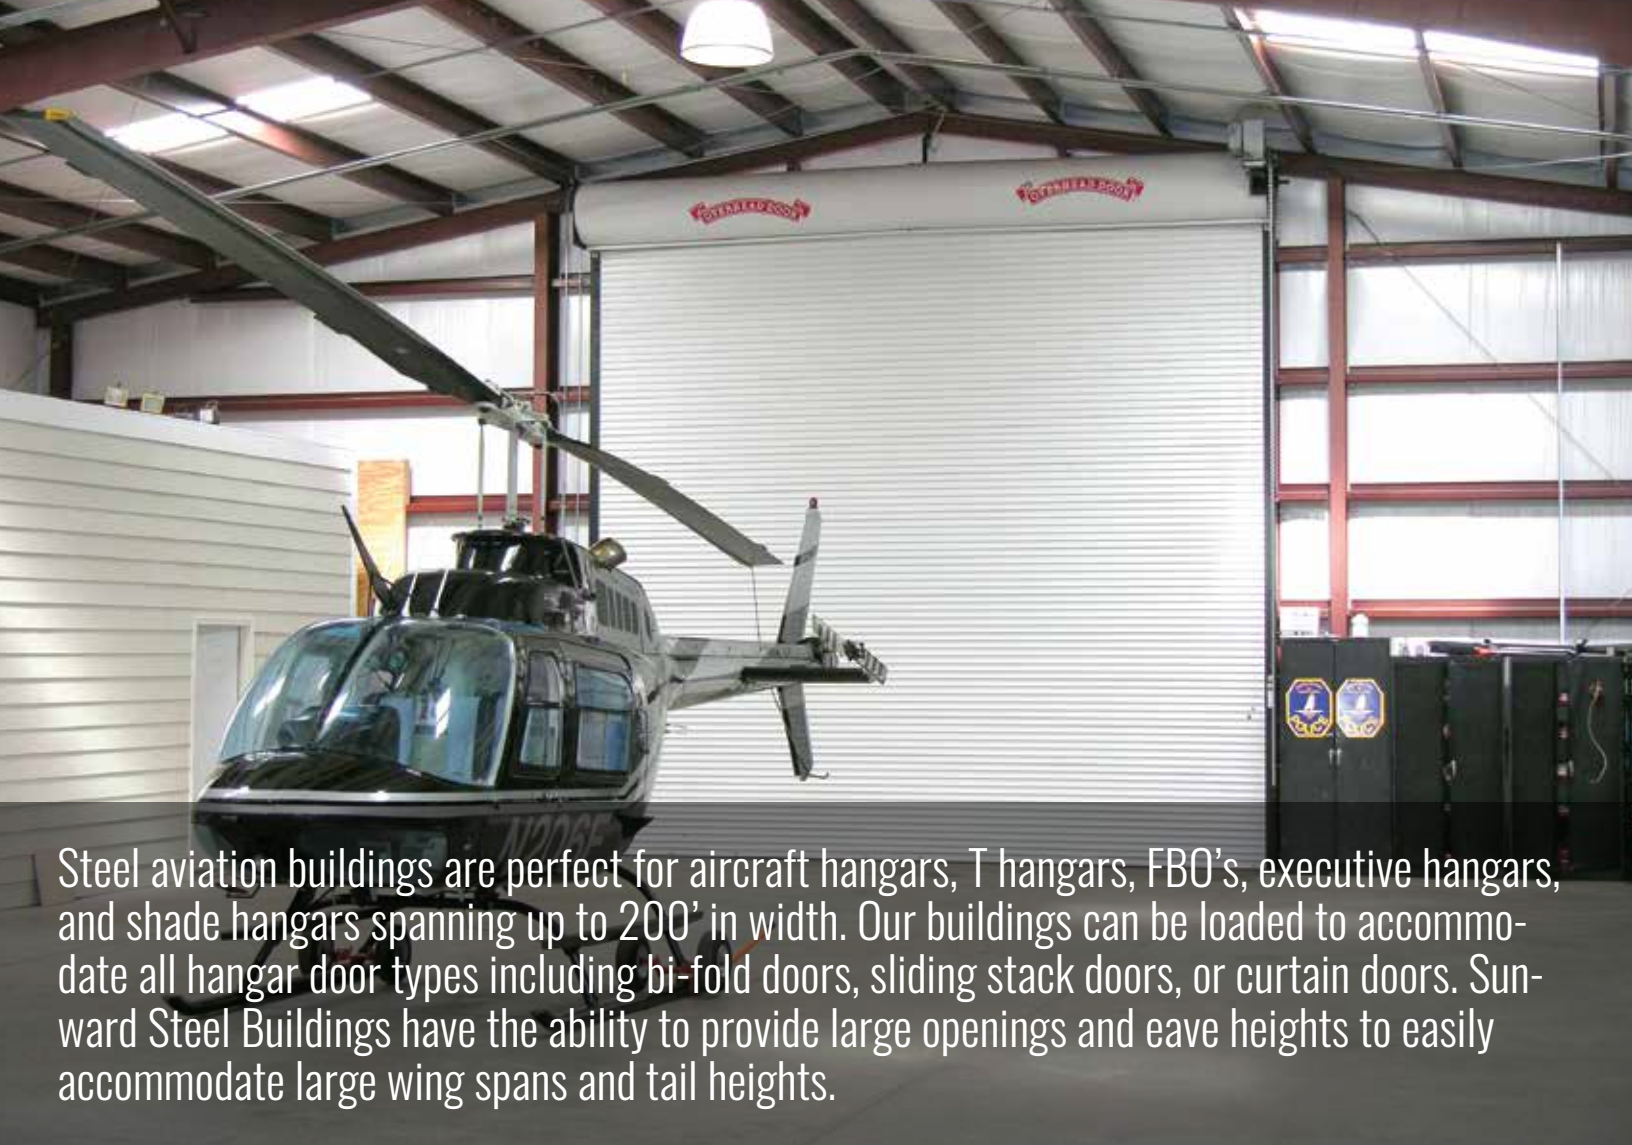 OVERHEAD DOOR
OVERHEAD DOOR
POLICE
POLICE
Steel aviation buildings are perfect for aircraft hangars, T hangars, FBO’s, executive hangars,
and shade hangars spanning up to 200’ in width. Our buildings can be loaded to accommo-
date all hangar door types including bi-fold doors, sliding stack doors, or curtain doors. Sun-
ward Steel Buildings have the ability to provide large openings and eave heights to easily
accommodate large wing spans and tail heights.